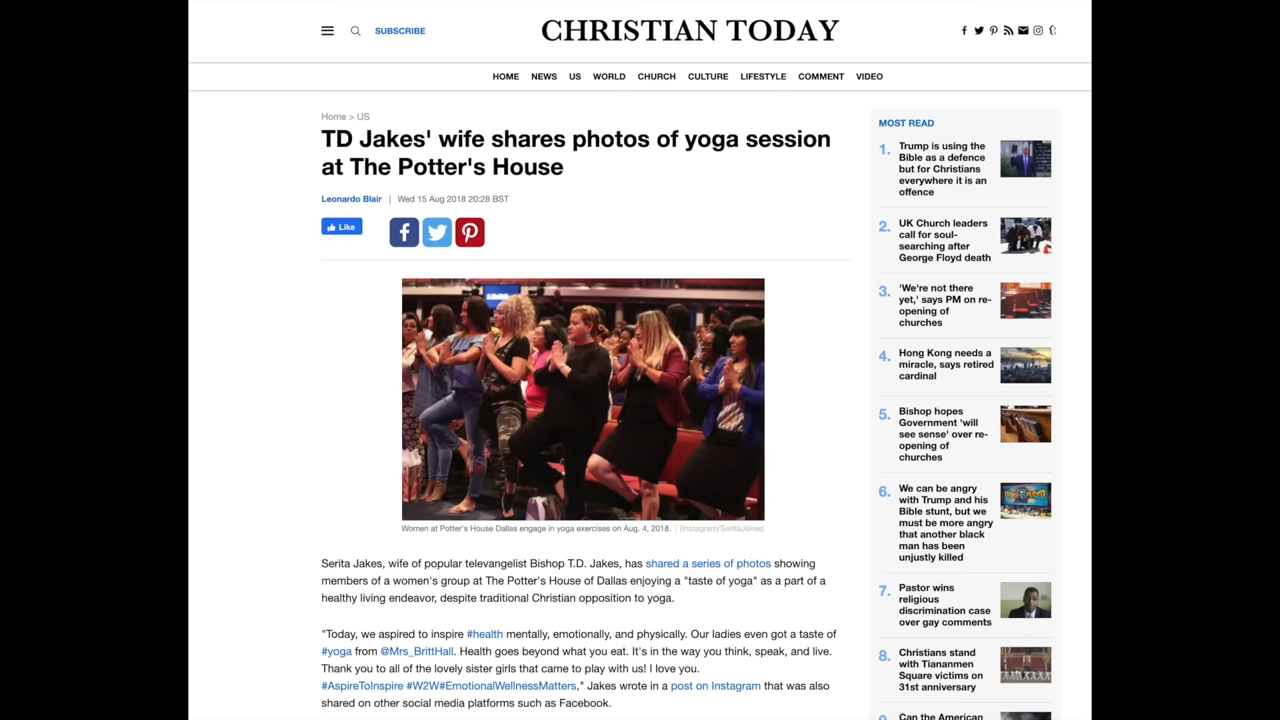 SUBSCRIBE
CHRISTIAN TODAY
HOME NEWS US WORLD CHURCH CULTURE LIFESTYLE COMMENT VIDEO
Home > US
TD Jakes' wife shares photos of yoga session
at The Potter's House
Leonardo Blair | Wed 15 Aug 2018 20:28 BST
Like
Women at Potter's House Dallas engage in yoga exercises on Aug. 4, 2018. | (Instagram/SeritaJakes)
Serita Jakes, wife of popular televangelist Bishop T.D. Jakes, has shared a series of photos showing
members of a women's group at The Potter's House of Dallas enjoying a "taste of yoga" as a part of a
healthy living endeavor, despite traditional Christian opposition to yoga.
"Today, we aspired to inspire #health mentally, emotionally, and physically. Our ladies even got a taste of
#yoga from @Mrs_BrittHall. Health goes beyond what you eat. It's in the way you think, speak, and live.
Thank you to all of the lovely sister girls that came to play with us! I love you.
#AspireToInspire #W2W#EmotionalWellnessMatters," Jakes wrote in a post on Instagram that was also
shared on other social media platforms such as Facebook.
MOST READ
1. Trump is using the
Bible as a defence
but for Christians
everywhere it is an
offence
2. UK Church leaders
call for soul-
searching after
George Floyd death
3. 'We're not there
yet,' says PM on re-
opening of
churches
4. Hong Kong needs a
miracle, says retired
cardinal
5. Bishop hopes
Government 'will
see sense' over re-
opening of
churches
6. We can be angry
with Trump and his
Bible stunt, but we
must be more angry
that another black
man has been
unjustly killed
7. Pastor wins
religious
discrimination case
over gay comments
8. Christians stand
with Tiananmen
Square victims on
31st anniversary
Can the American